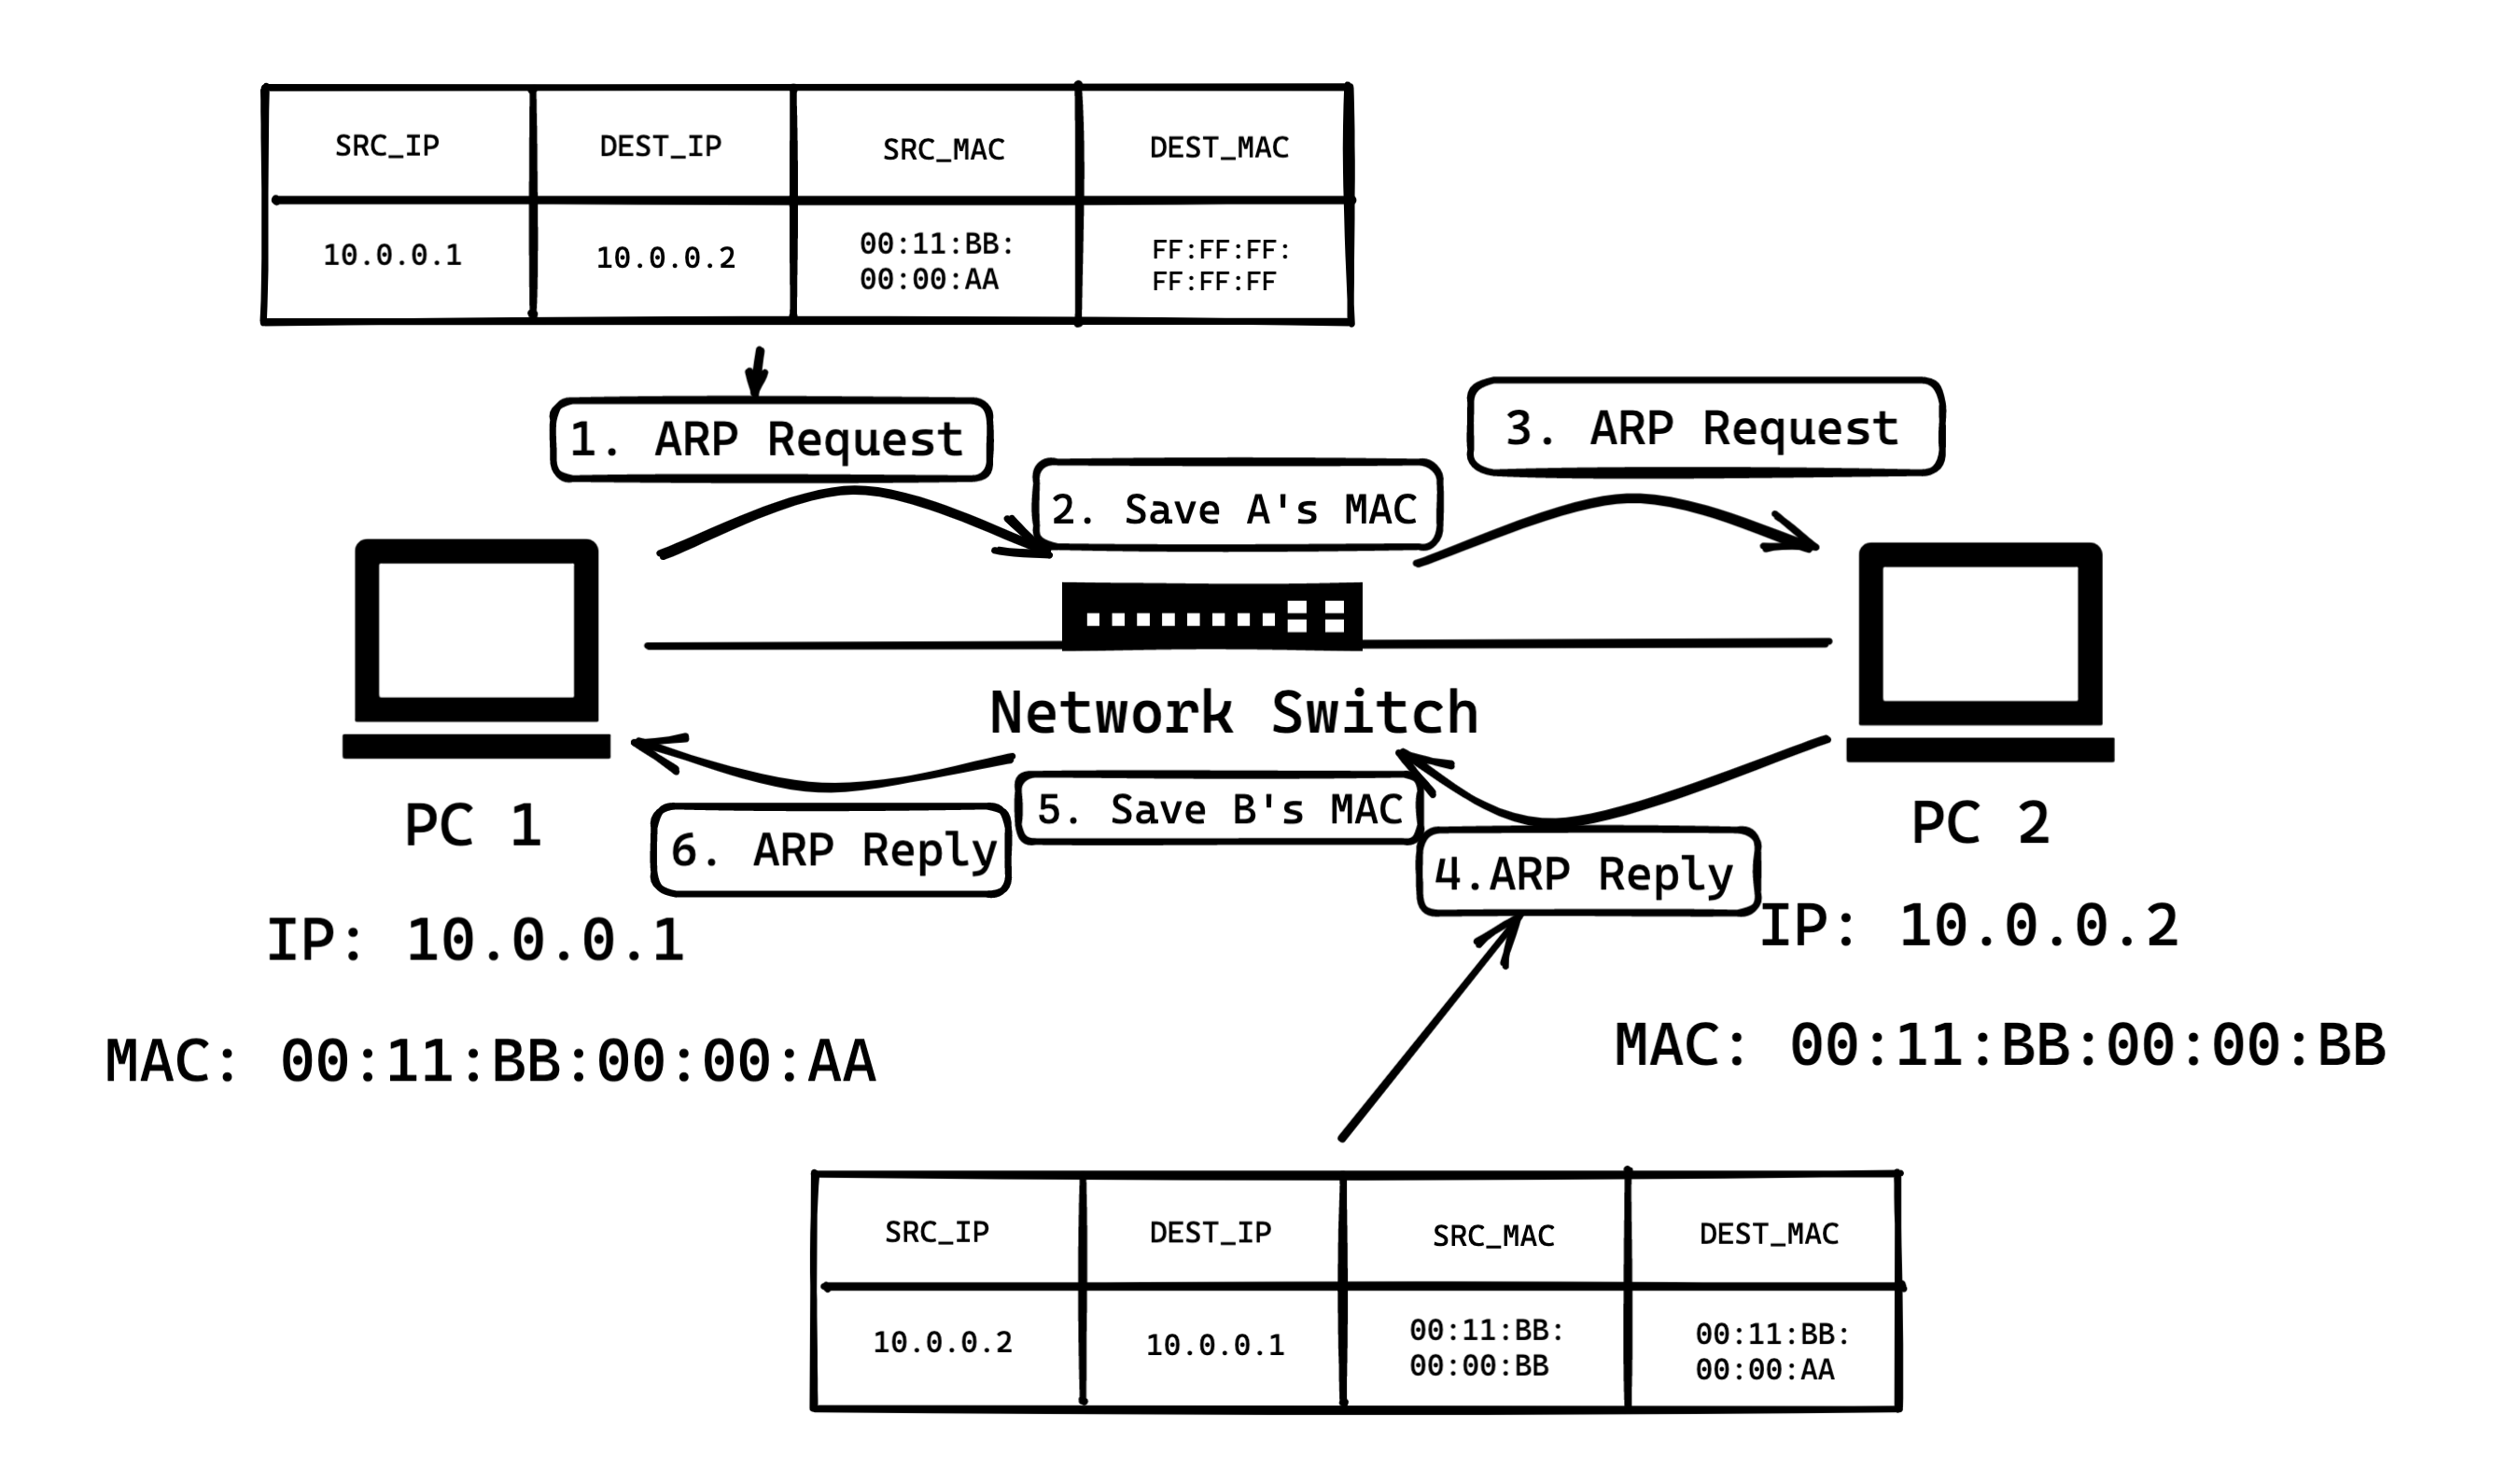 SRC_IP DEST_IP SRC_MAC DEST_MAC
10.0.0.1 10.0.0.2 00:11:BB: FF:FF:FF:
00:00:AA FF:FF:FF
1. ARP Request
3. ARP Request
2. Save A's MAC
Network Switch
5. Save B's MAC
PC 1
PC 2
6. ARP Reply
4.ARP Reply
IP: 10.0.0.1
IP: 10.0.0.2
MAC: 00:11:BB:00:00:AA
MAC: 00:11:BB:00:00:BB
SRC_IP DEST_IP SRC_MAC DEST_MAC
10.0.0.2 10.0.0.1 00:11:BB: 00:11:BB:
00:00:BB 00:00:AA